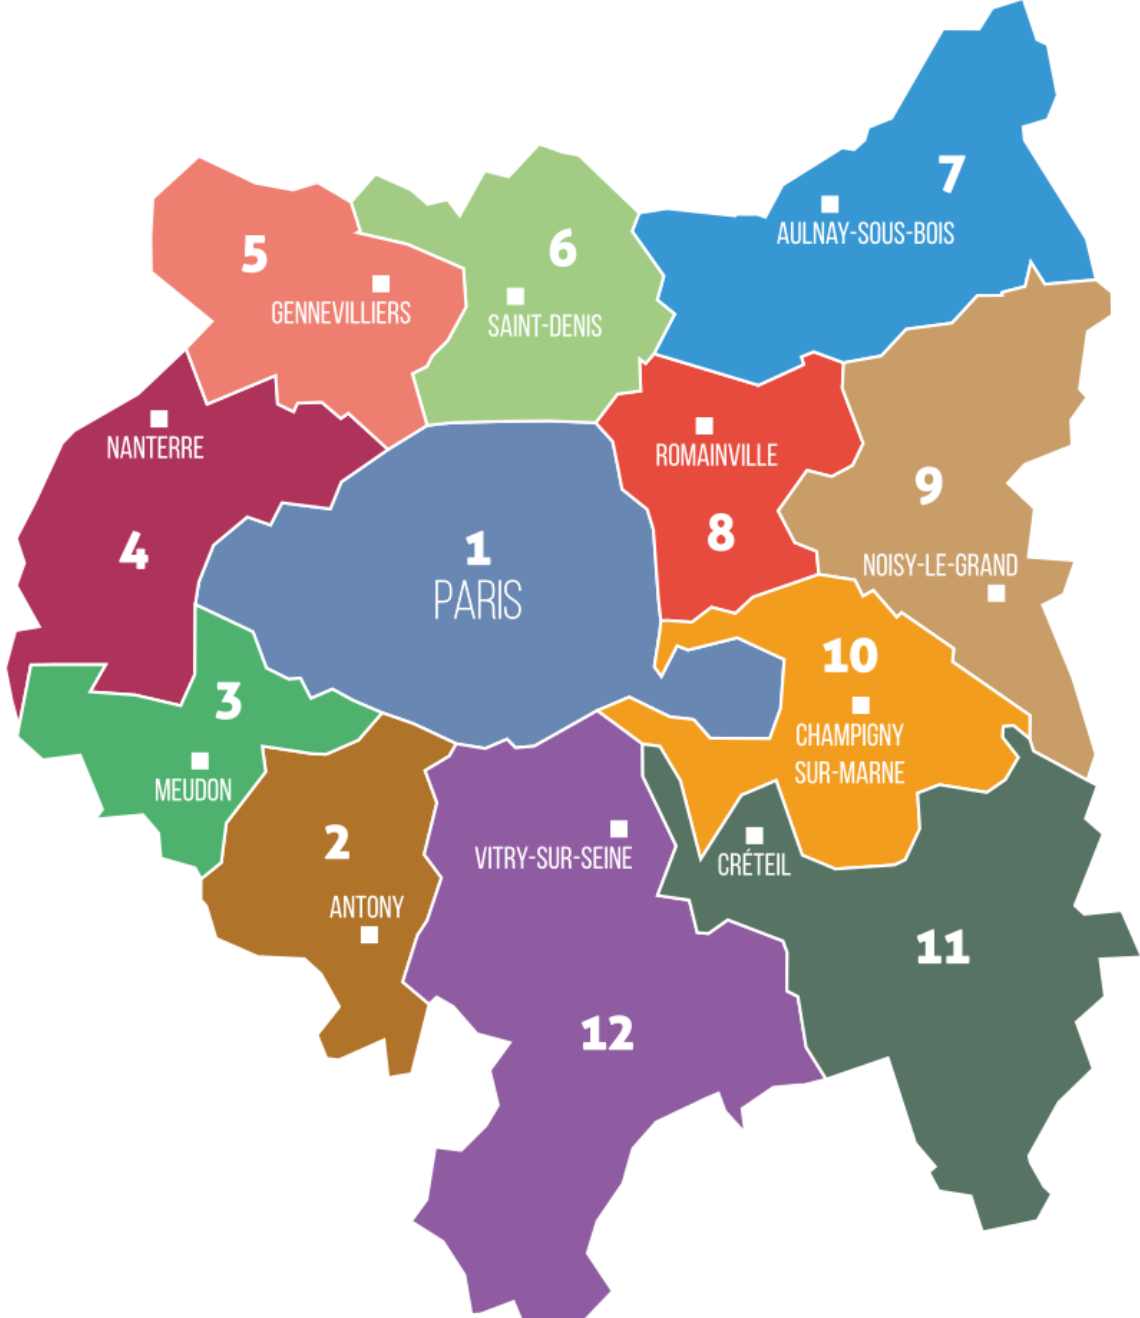 7
AULNAY-SOUS-BOIS
5
GENNEVILLIERS
6
SAINT-DENIS
NANTERRE
4
ROMAINVILLE
8
9
NOISY-LE-GRAND
1
PARIS
10
CHAMPIGNY
SUR-MARNE
3
MEUDON
2
ANTONY
VITRY-SUR-SEINE
CRÉTEIL
11
12